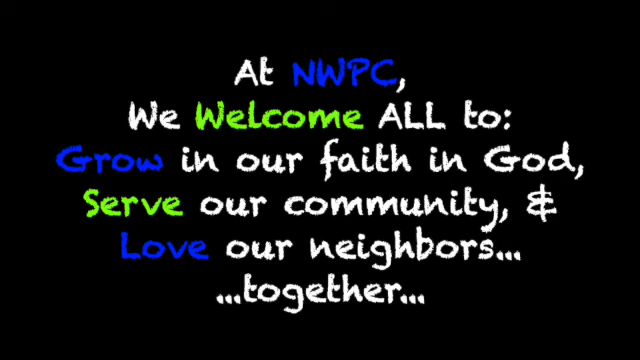 At NWPC,
We Welcome ALL to:
Grow in our faith in God,
Serve our community, &
Love our neighbors...
...together...